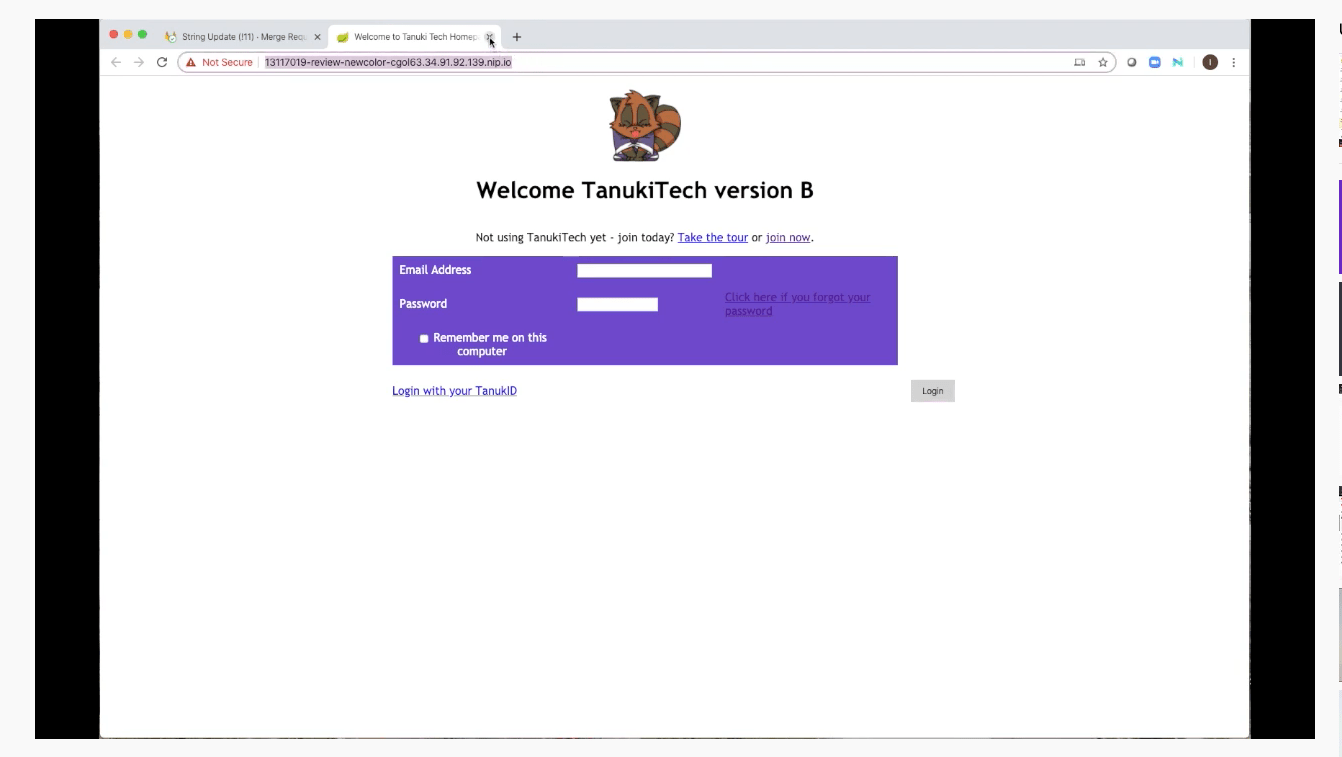 String Update (!11) · Merge Requ
Welcome to Tanuki Tech Homep
Not Secure
13117019-review-newcolor-cgol63.34.91.92.139.nip.io
Welcome TanukiTech version B
Not using TanukiTech yet - join today? Take the tour or join now.
Email Address
Password
Click here if you forgot your
password
Remember me on this
computer
Login with your TanukID
Login